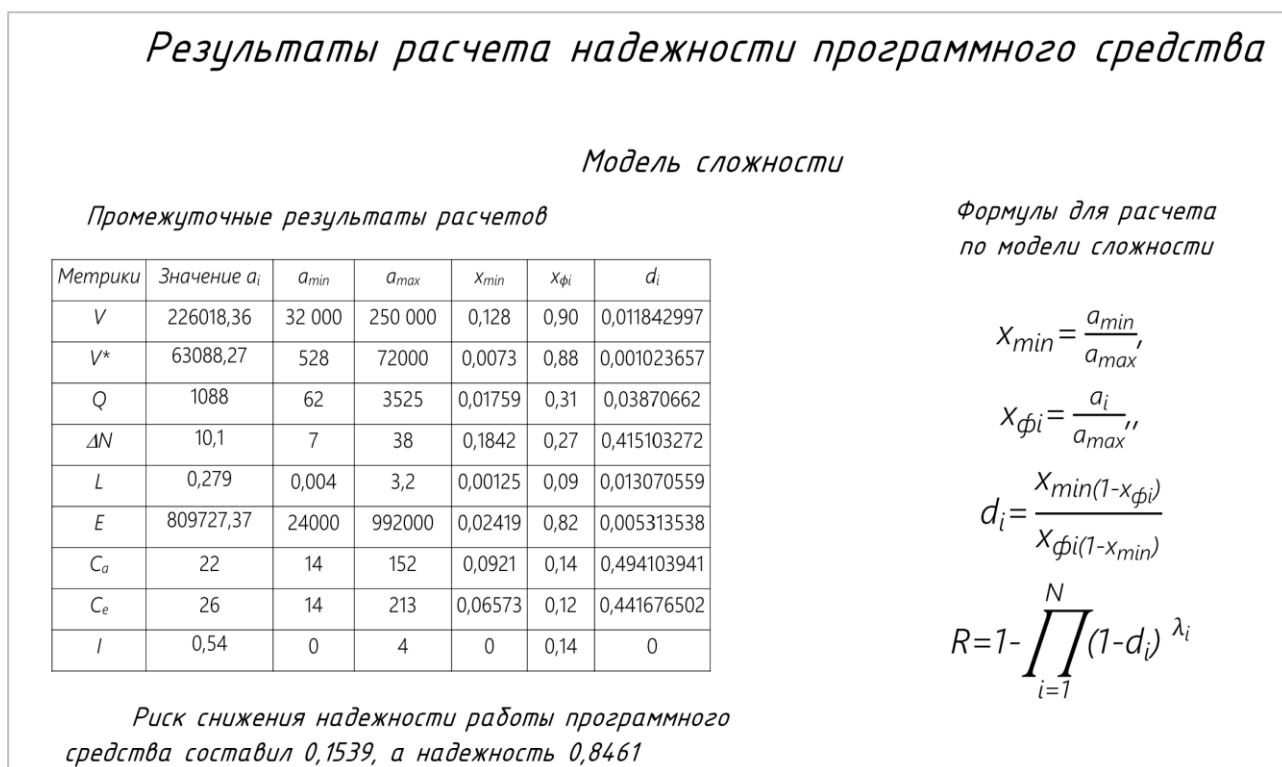 Результаты расчета надежности программного средства
Модель сложности
Промежуточные результаты расчетов
Метрики Значение aᵢ a_min a_max x_min x_фi dᵢ
V 226018,36 32 000 250 000 0,128 0,90 0,011842997
V* 63088,27 528 72000 0,0073 0,88 0,001023657
Q 1088 62 3525 0,01759 0,31 0,03870662
ΔN 10,1 7 38 0,1842 0,27 0,415103272
L 0,279 0,004 3,2 0,00125 0,09 0,013070559
E 809727,37 24000 992000 0,02419 0,82 0,005313538
Cₐ 22 14 152 0,0921 0,14 0,494103941
Cₑ 26 14 213 0,06573 0,12 0,441676502
I 0,54 0 4 0 0,14 0
Риск снижения надежности работы программного
средства составил 0,1539, а надежность 0,8461
Формулы для расчета
по модели сложности
x_min = a_min / a_max,
x_фi = a_i / a_max,,
d_i = x_min(1-x_фi) / x_фi(1-x_min)
R=1-∏_{i=1}^{N}(1-d_i)^{λ_i}